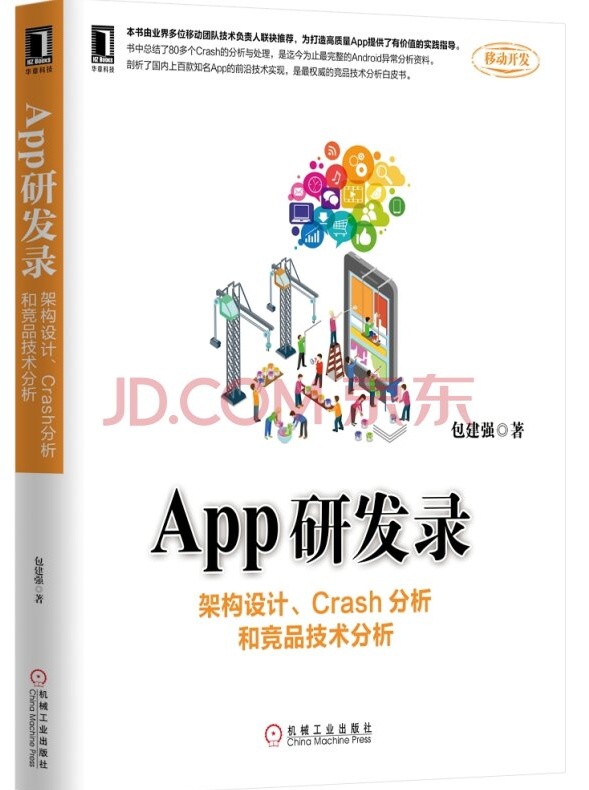 HZ Books
华章科技
本书由业界多位移动团队技术负责人联袂推荐，为打造高质量App提供了有价值的实践指导。
书中总结了80多个Crash的分析与处理，是迄今为止最完整的Android异常分析资料。
剖析了国内上百款知名App的前沿技术实现，是最权威的竞品技术分析白皮书。
移动开发
App研发录
架构设计、Crash分析
和竞品技术分析
包建强◎著
机械工业出版社
China Machine Press
JD.COM 京东
包建强◎著
App 研发录
架构设计、Crash 分析
和竞品技术分析
机械工业出版社
China Machine Press